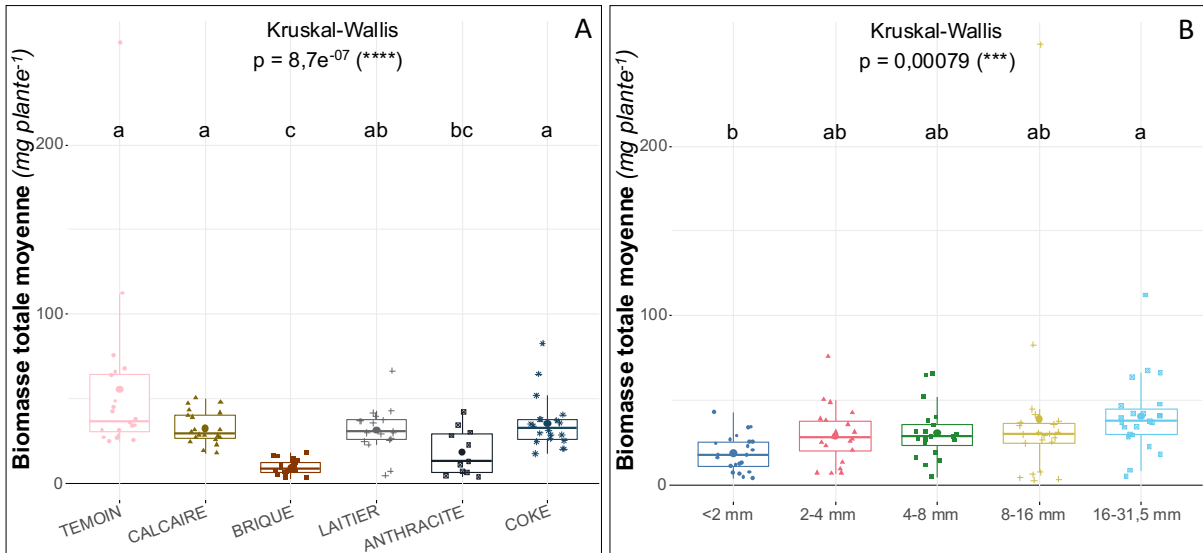 Kruskal-Wallis
A
p = 8,7e-07 (****)
Biomasse totale moyenne (mg plante-1)
a a c ab bc a
200
100
0
TEMOIN CALCAIRE BRIQUE LAITIER ANTHRACITE COKE
Kruskal-Wallis
B
p = 0,00079 (***)
Biomasse totale moyenne (mg plante-1)
b ab ab ab a
200
100
0
<2 mm 2-4 mm 4-8 mm 8-16 mm 16-31,5 mm